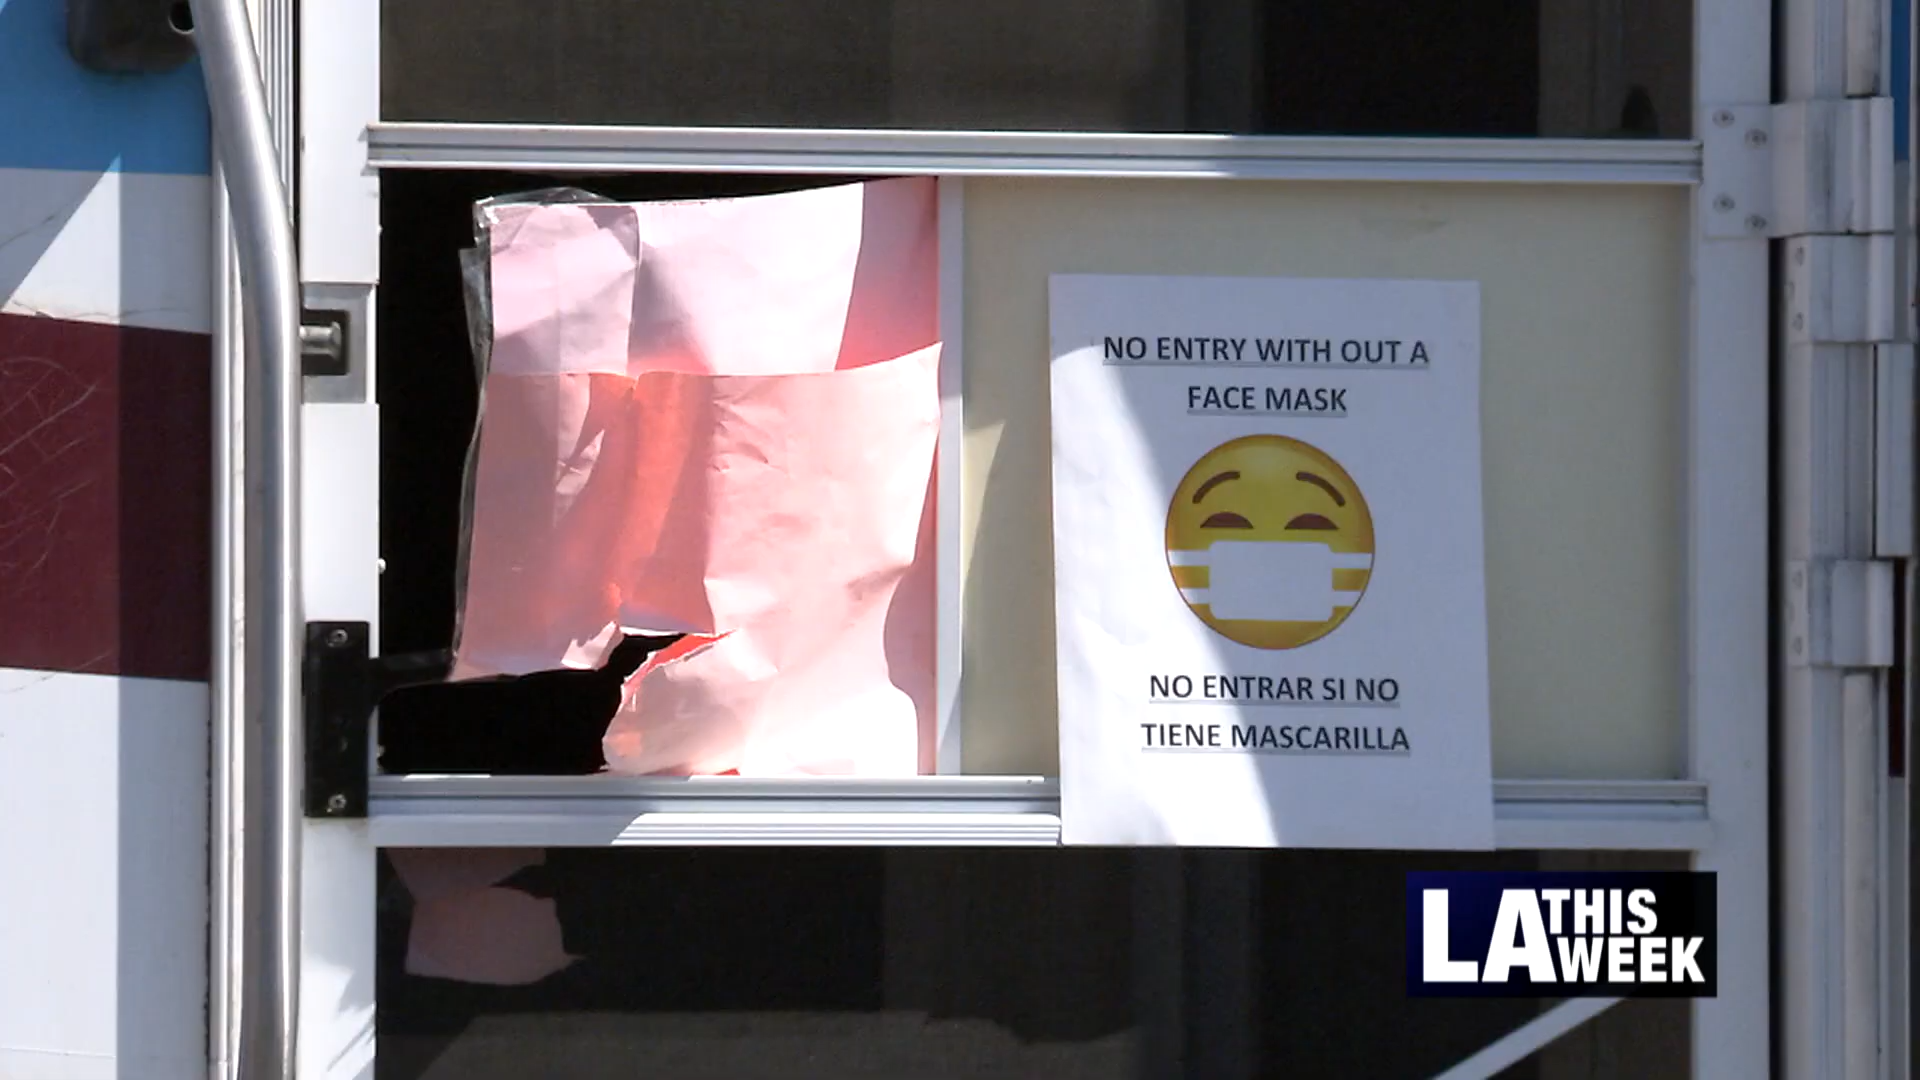 NO ENTRY WITH OUT A
FACE MASK
NO ENTRAR SI NO
TIENE MASCARILLA
LA THIS
WEEK